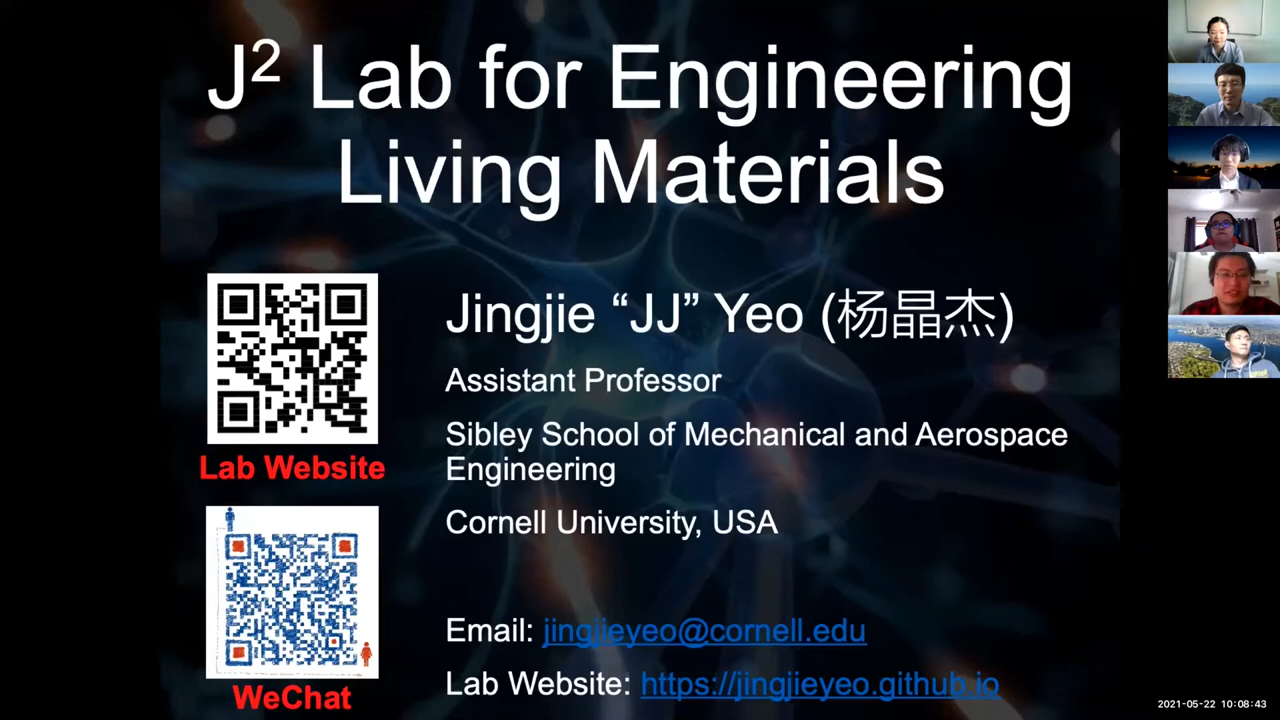 J² Lab for Engineering
Living Materials
Lab Website
WeChat
Jingjie “JJ” Yeo (杨晶杰)
Assistant Professor
Sibley School of Mechanical and Aerospace
Engineering
Cornell University, USA
Email: jingjieyeo@cornell.edu
Lab Website: https://jingjieyeo.github.io
2021-05-22 10:08:43